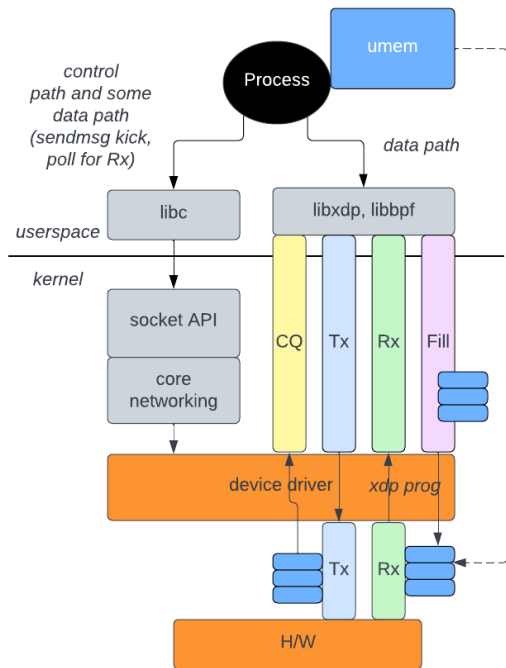 umem
Process
control
path and some
data path
(sendmsg kick,
poll for Rx)
data path
libc
libxdp, libbpf
userspace
kernel
socket API
CQ
Tx
Rx
Fill
core
networking
device driver
xdp prog
Tx
Rx
H/W